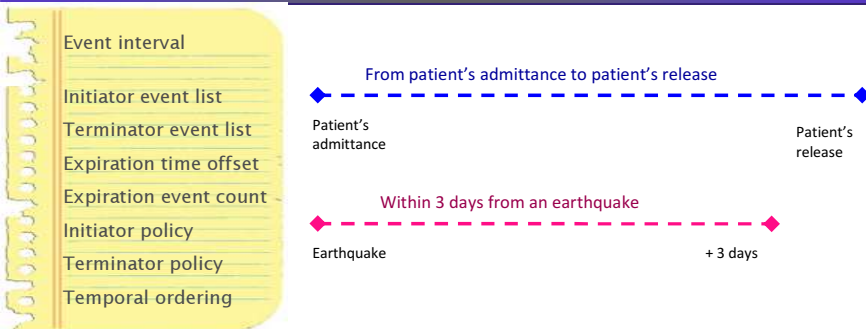 Event interval
Initiator event list
Terminator event list
Expiration time offset
Expiration event count
Initiator policy
Terminator policy
Temporal ordering
From patient's admittance to patient's release
Patient's
admittance
Patient's
release
Within 3 days from an earthquake
Earthquake
+ 3 days